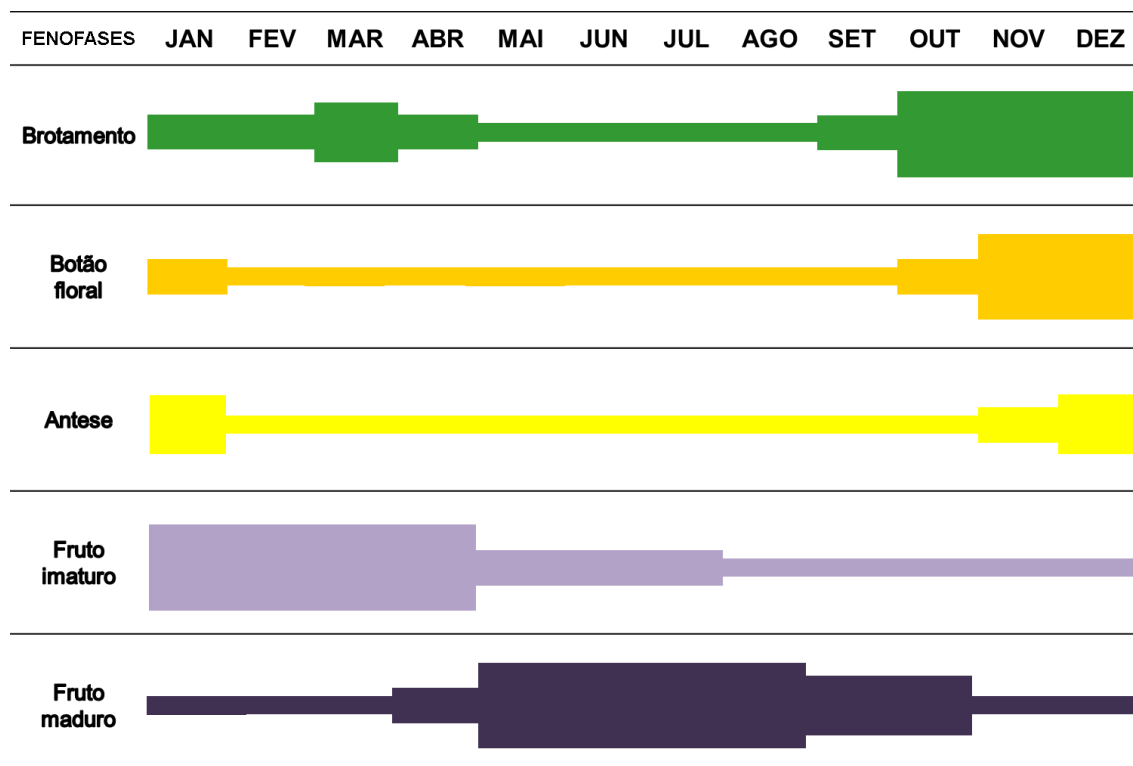 FENOFASES JAN FEV MAR ABR MAI JUN JUL AGO SET OUT NOV DEZ
Brotamento
Botão
floral
Antese
Fruto
imaturo
Fruto
maduro